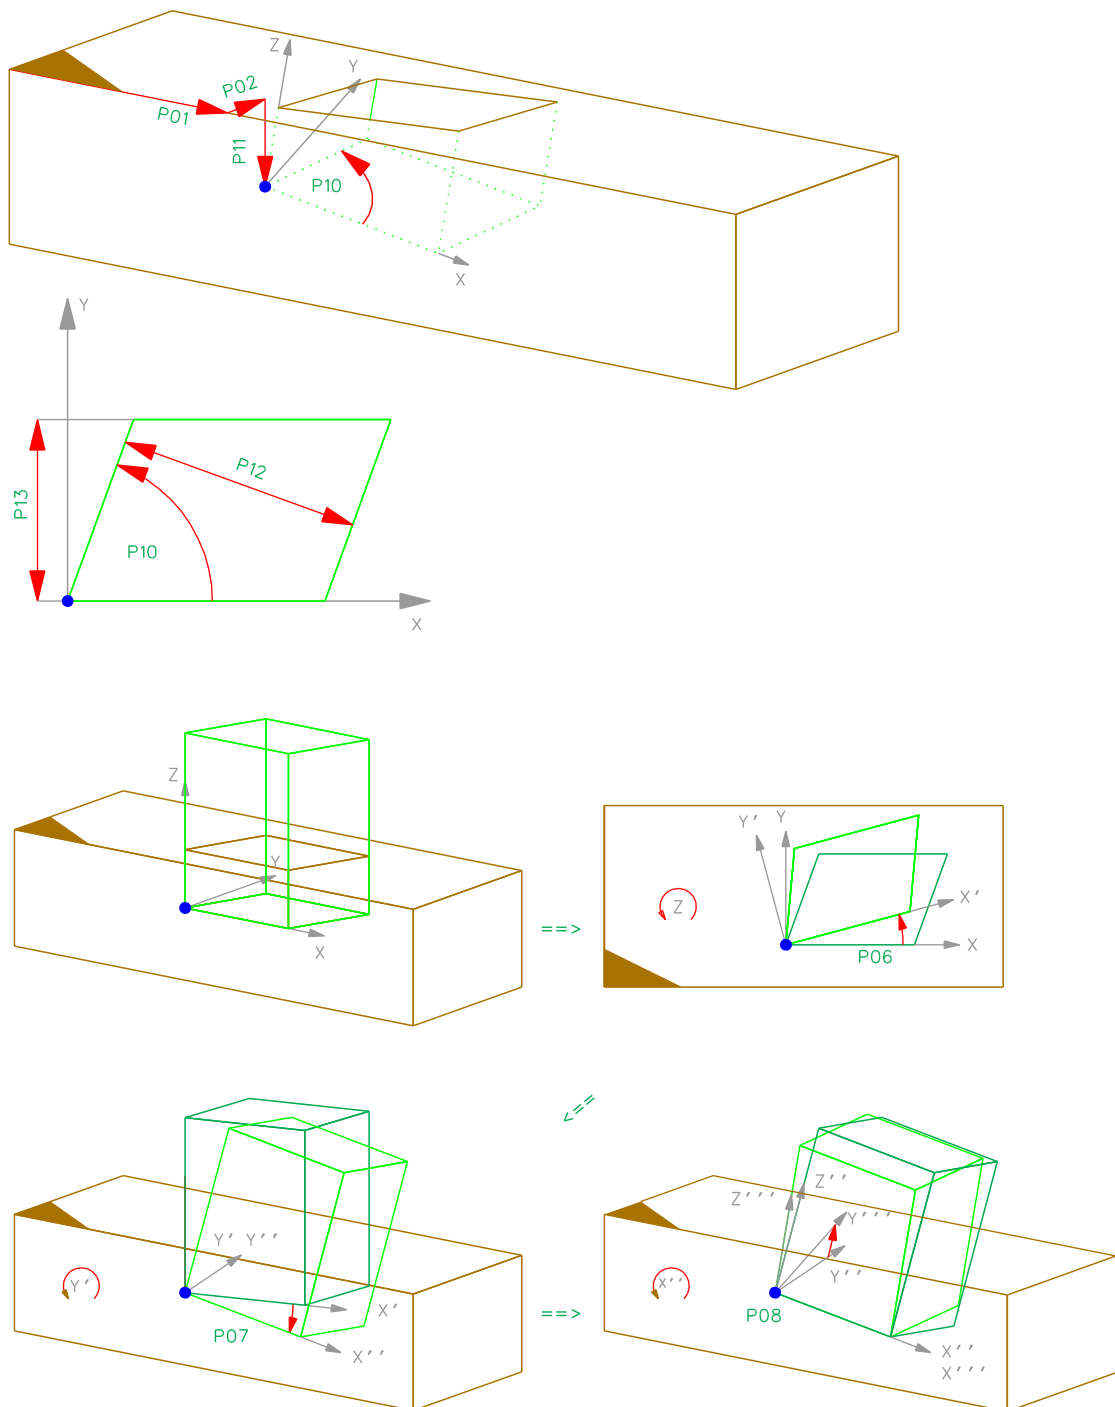 Z
Y
P02
P01
P11
P10
X
Y
P12
P13
P10
X
Z
Y
X
==>
Y' Y
Z
X'
X
P06
<==
Y' Y''
Y'
X'
P07
X''
==>
Z''
Z'''
Y'''
X''
Y''
P08
X''
X'''